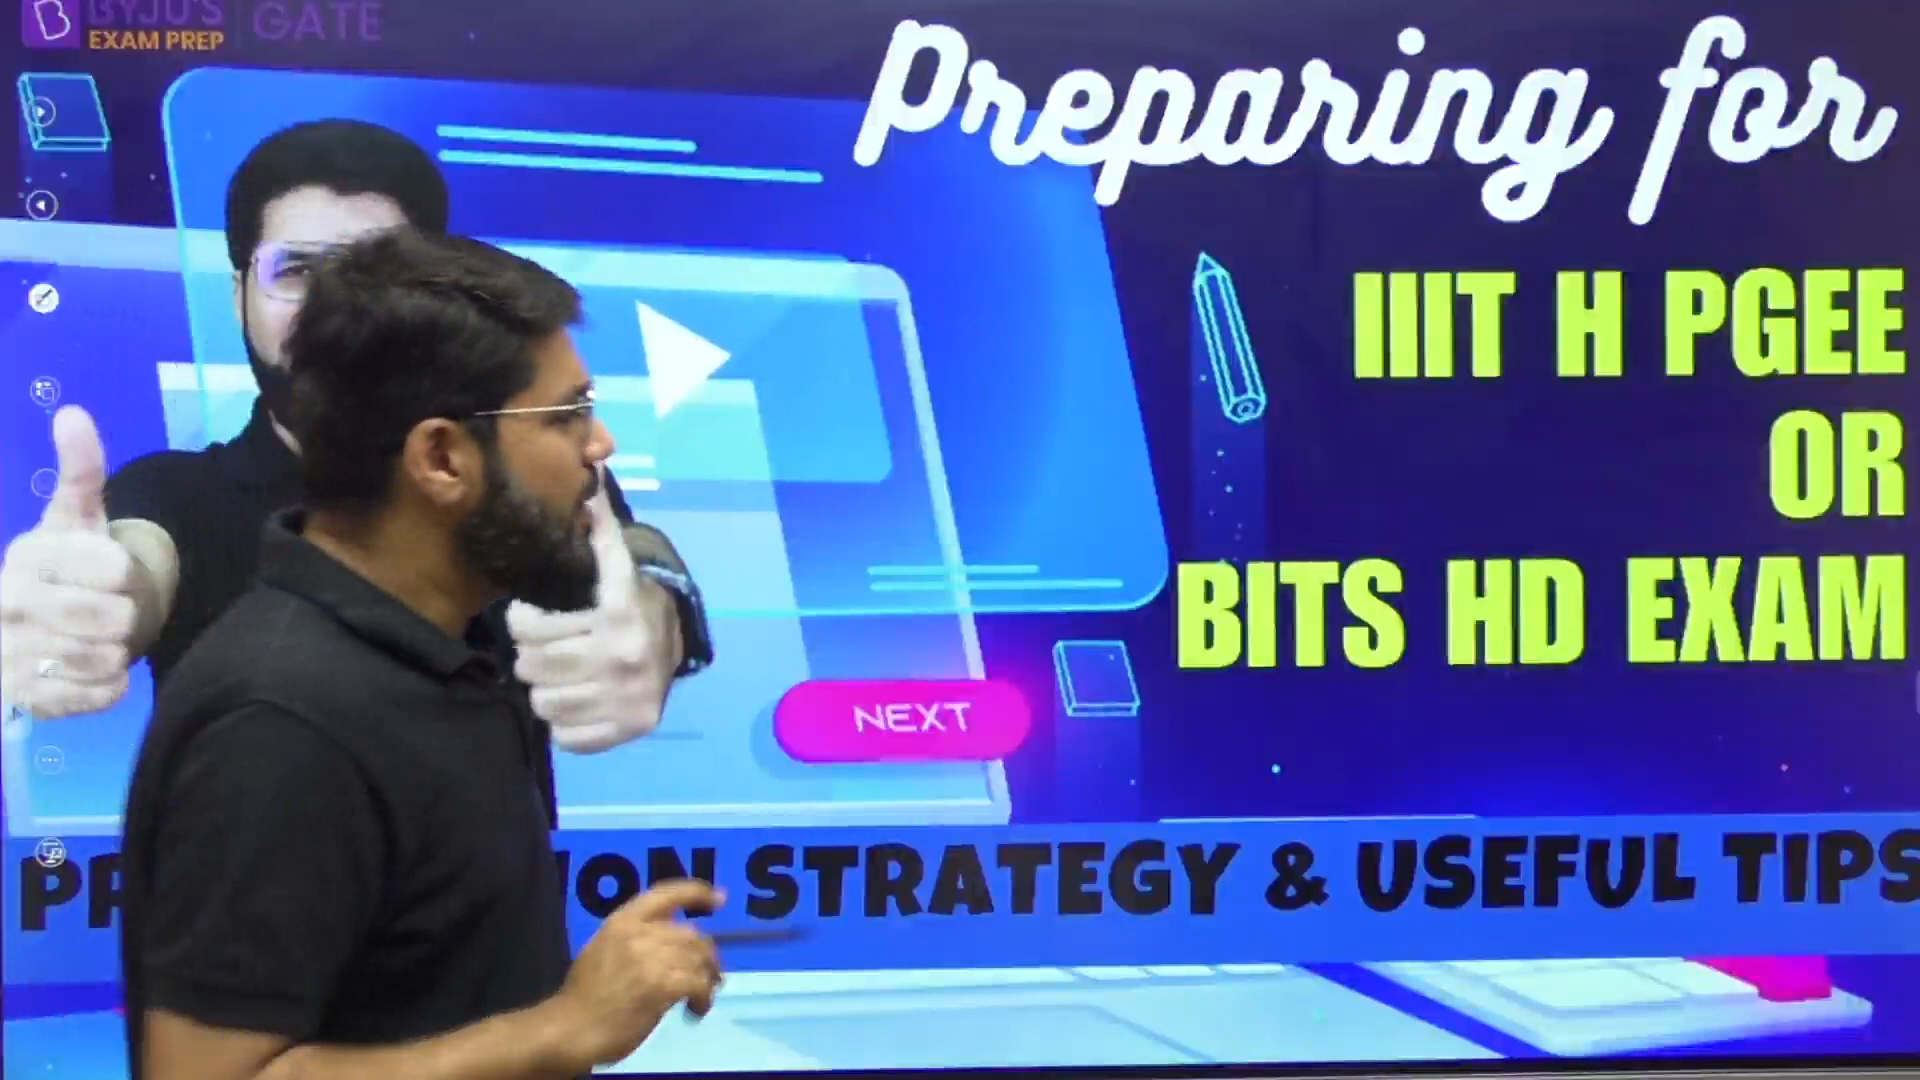 BYJU'S
EXAM PREP
GATE
Preparing for
IIIT H PGEE
OR
BITS HD EXAM
NEXT
STRATEGY & USEFUL TIPS